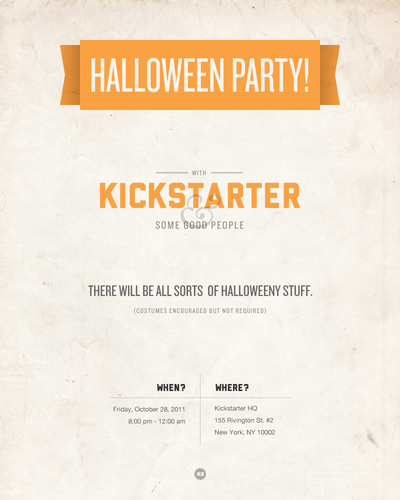 HALLOWEEN PARTY!
WITH
KICKSTARTER
&
SOME GOOD PEOPLE
THERE WILL BE ALL SORTS OF HALLOWEENY STUFF.
(COSTUMES ENCOURAGED BUT NOT REQUIRED)
WHEN?
Friday, October 28, 2011
8:00 pm - 12:00 am
WHERE?
Kickstarter HQ
155 Rivington St. #2
New York, NY 10002
KS